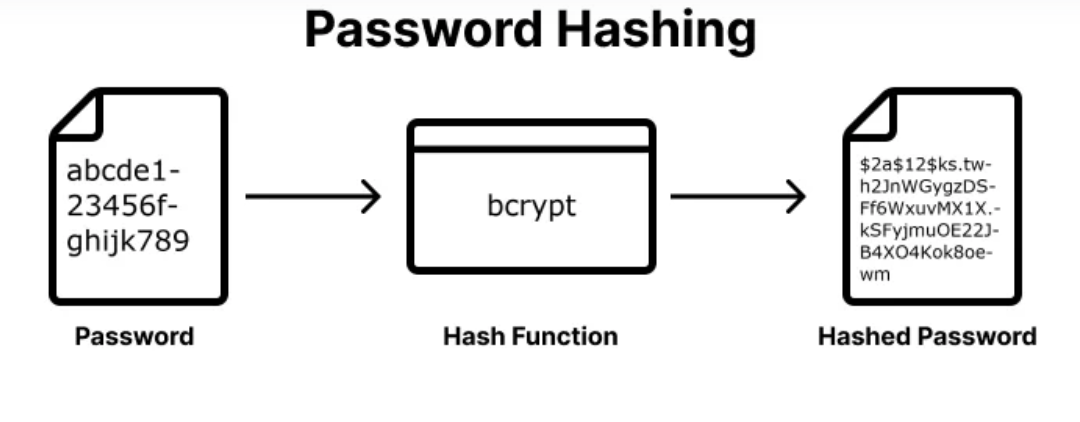 Password Hashing
abcde1-
23456f-
ghijk789
bcrypt
$2a$12$ks.tw-
h2JnWGygzDS-
Ff6WxuvMX1X.-
kSFyjmuOE22J-
B4XO4Kok8oe-
wm
Password
Hash Function
Hashed Password